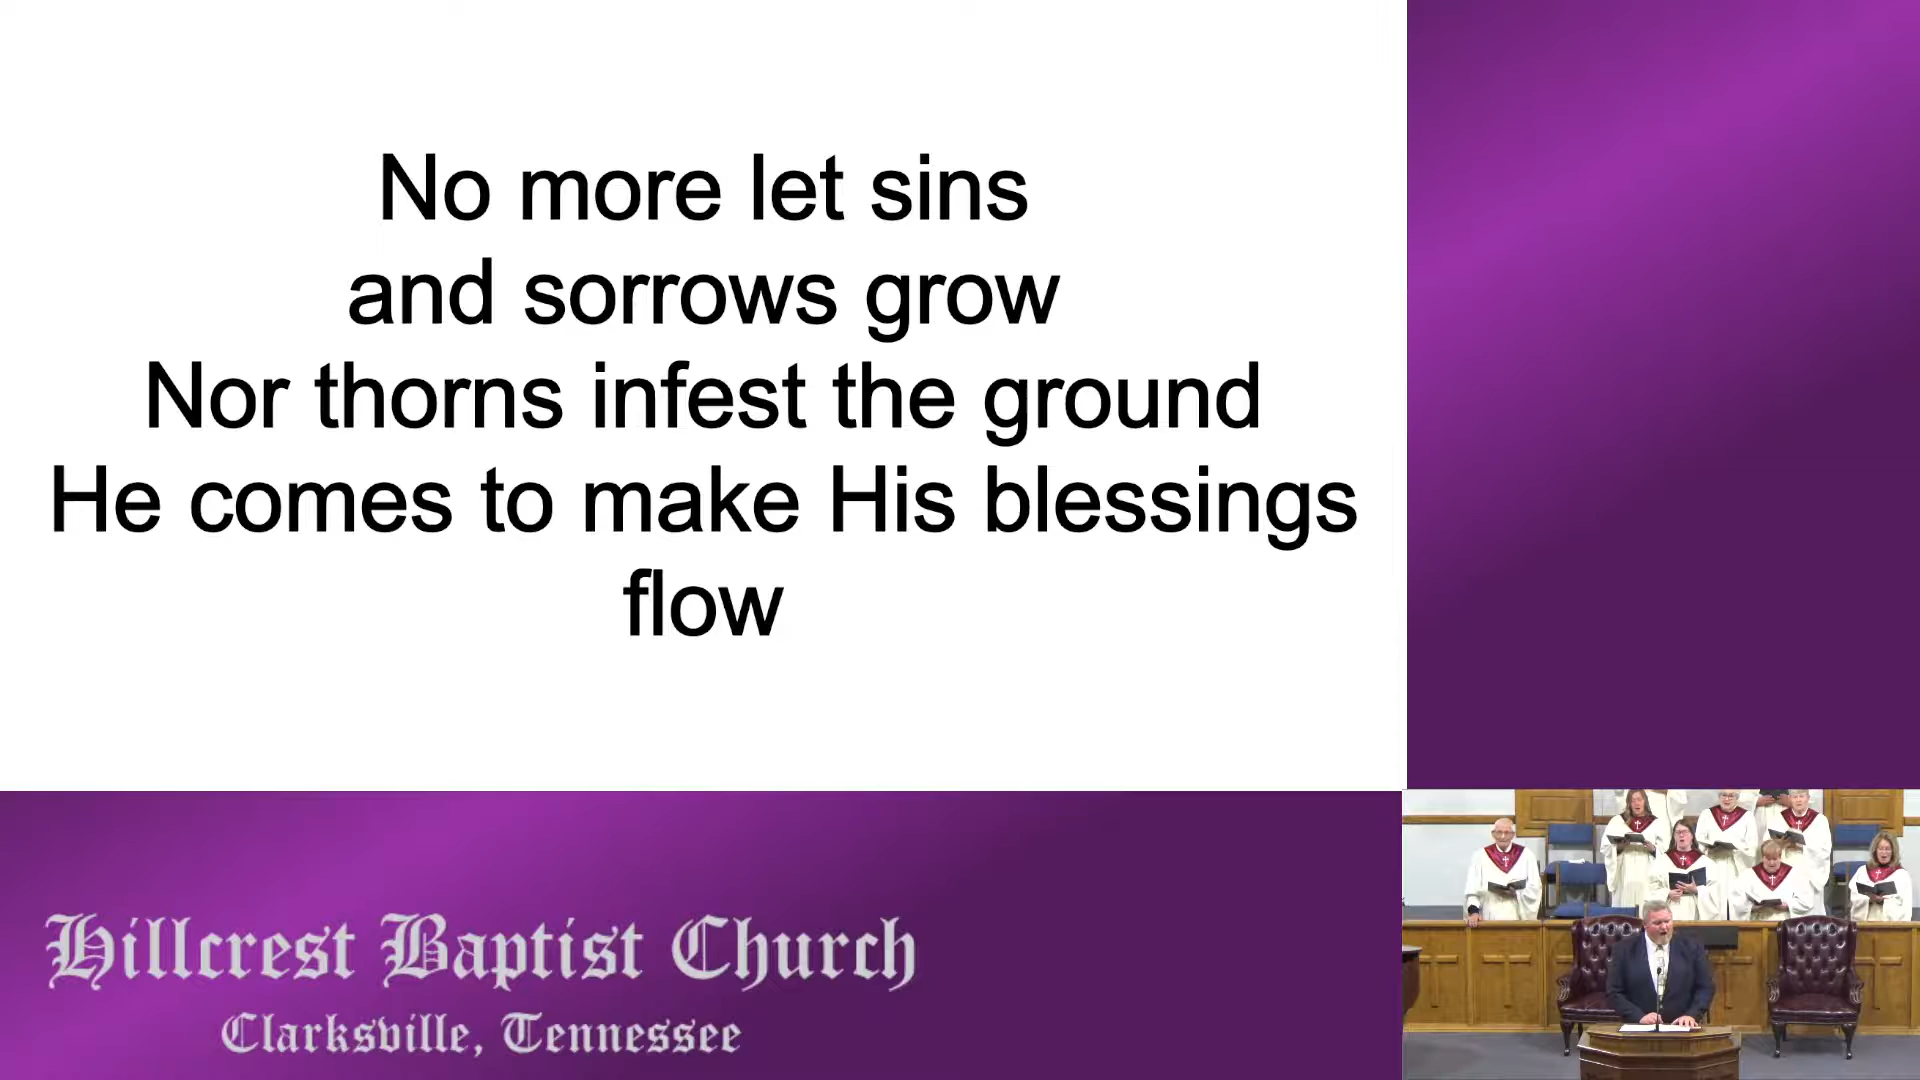 No more let sins
and sorrows grow
Nor thorns infest the ground
He comes to make His blessings
flow
Hillcrest Baptist Church
Clarksville, Tennessee